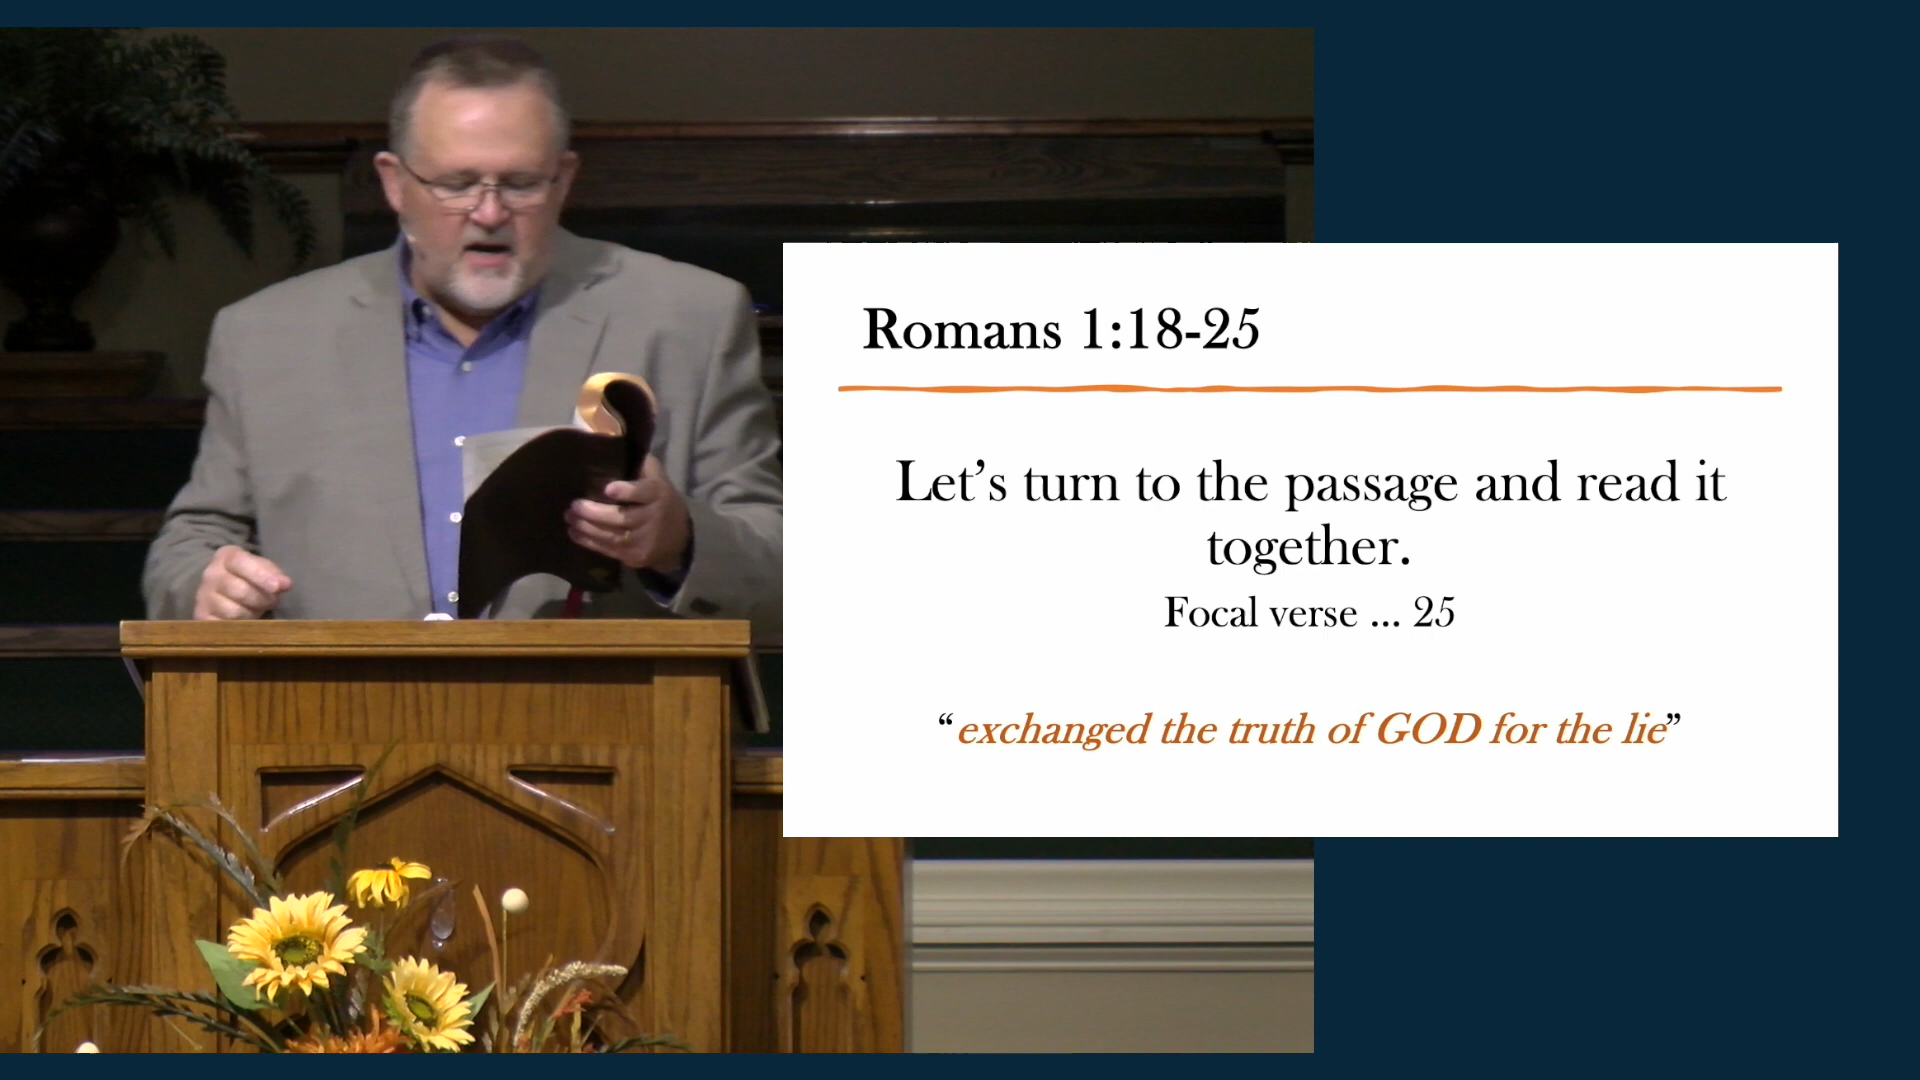 Romans 1:18-25
Let’s turn to the passage and read it
together.
Focal verse ... 25
“exchanged the truth of GOD for the lie”